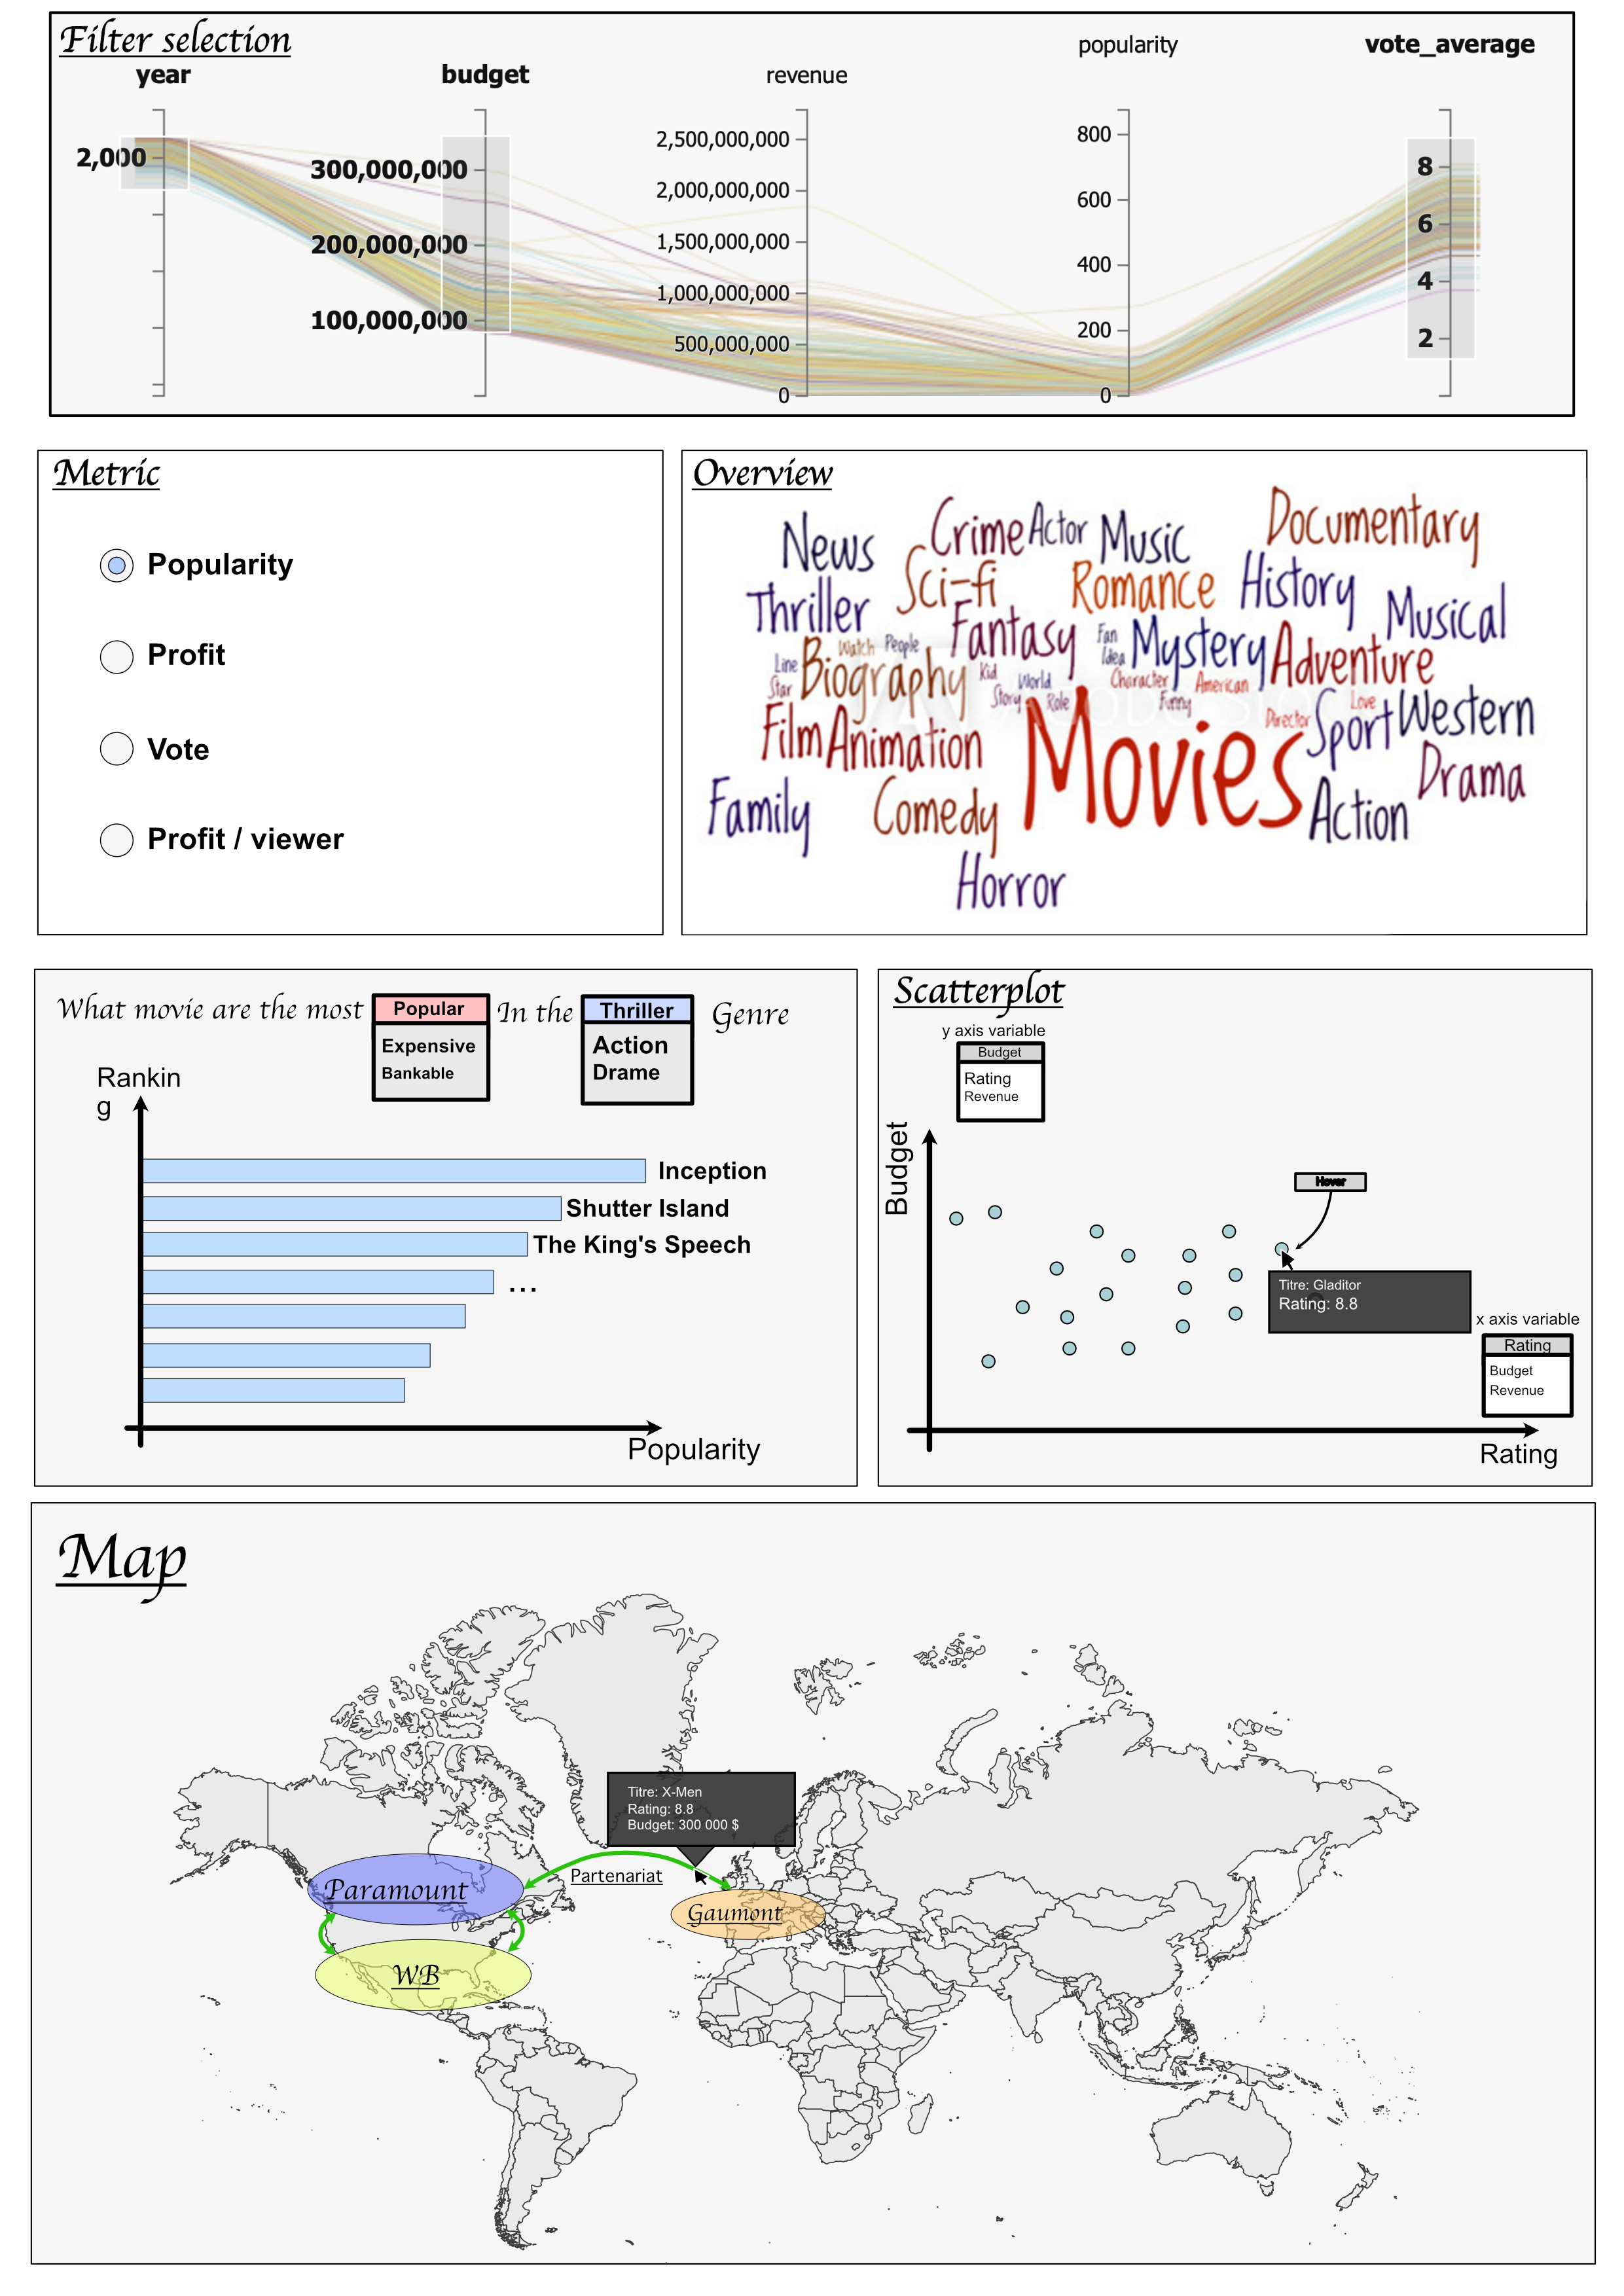 Filter selection
year
budget
revenue
popularity
vote_average
2,000
300,000,000
200,000,000
100,000,000
2,500,000,000
2,000,000,000
1,500,000,000
1,000,000,000
500,000,000
0
800
600
400
200
0
8
6
4
2
Metric
Popularity
Profit
Vote
Profit / viewer
Overview
News
Crime
Actor
Music
Documentary
Sci-fi
Romance
History
Thriller
Fantasy
Musical
Watch
People
Fan
Idea
Mystery
Adventure
Line
Biography
Kid
World
Character
American
Star
Story
Role
Funny
Love
Director
Film
Animation
Movies
Sport
Western
Drama
Family
Comedy
Action
Horror
What movie are the most Popular In the Thriller Genre
Expensive
Bankable
Action
Drame
Rankin
g
Inception
Shutter Island
The King's Speech
...
Popularity
Scatterplot
y axis variable
Budget
Rating
Revenue
Budget
Hover
Titre: Gladitor
Rating: 8.8
x axis variable
Rating
Budget
Revenue
Rating
Map
Titre: X-Men
Rating: 8.8
Budget: 300 000 $
Partenariat
Paramount
Gaumont
WB